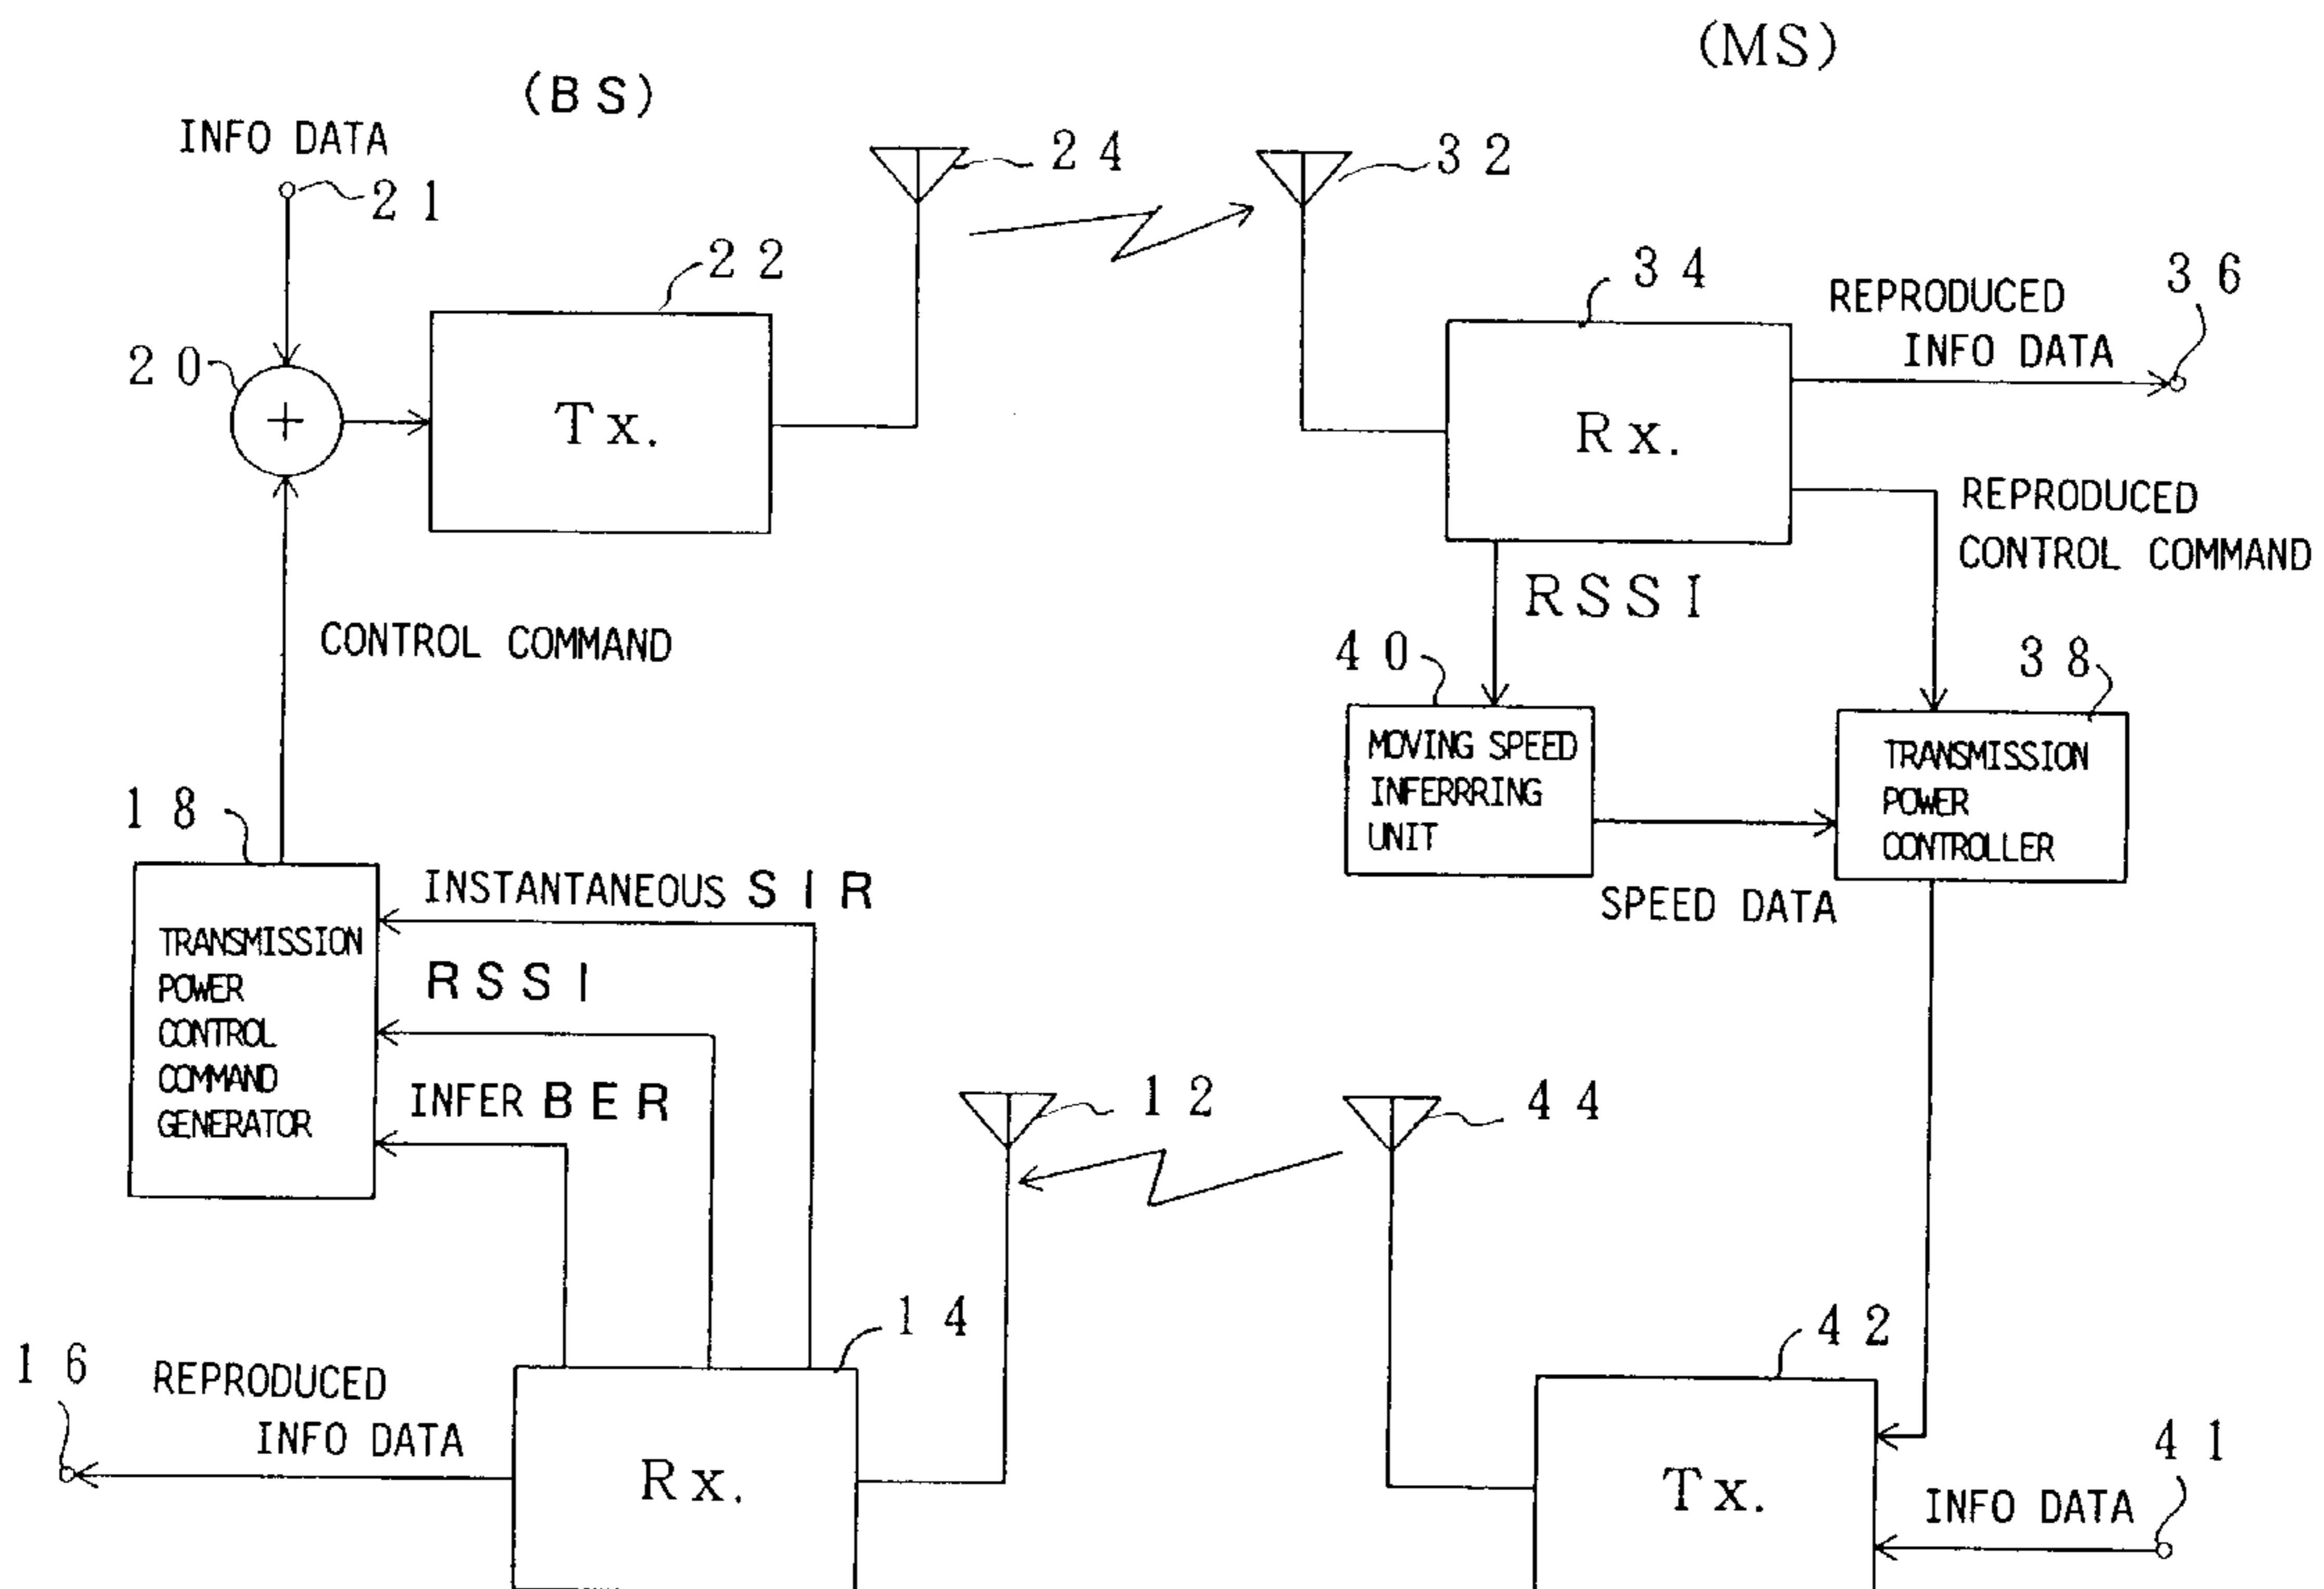 (MS)
(BS)
INFO DATA
21
24
32
22
34
36
REPRODUCED
INFO DATA
20
+
Tx.
Rx.
REPRODUCED
CONTROL COMMAND
RSSI
CONTROL COMMAND
40
38
MOVING SPEED
INFERRRING
UNIT
TRANSMISSION
POWER
CONTROLLER
SPEED DATA
18
INSTANTANEOUS SIR
TRANSMISSION
POWER
CONTROL
COMMAND
GENERATOR
RSSI
INFER BER
12
44
14
42
16
REPRODUCED
INFO DATA
Rx.
Tx.
41
INFO DATA